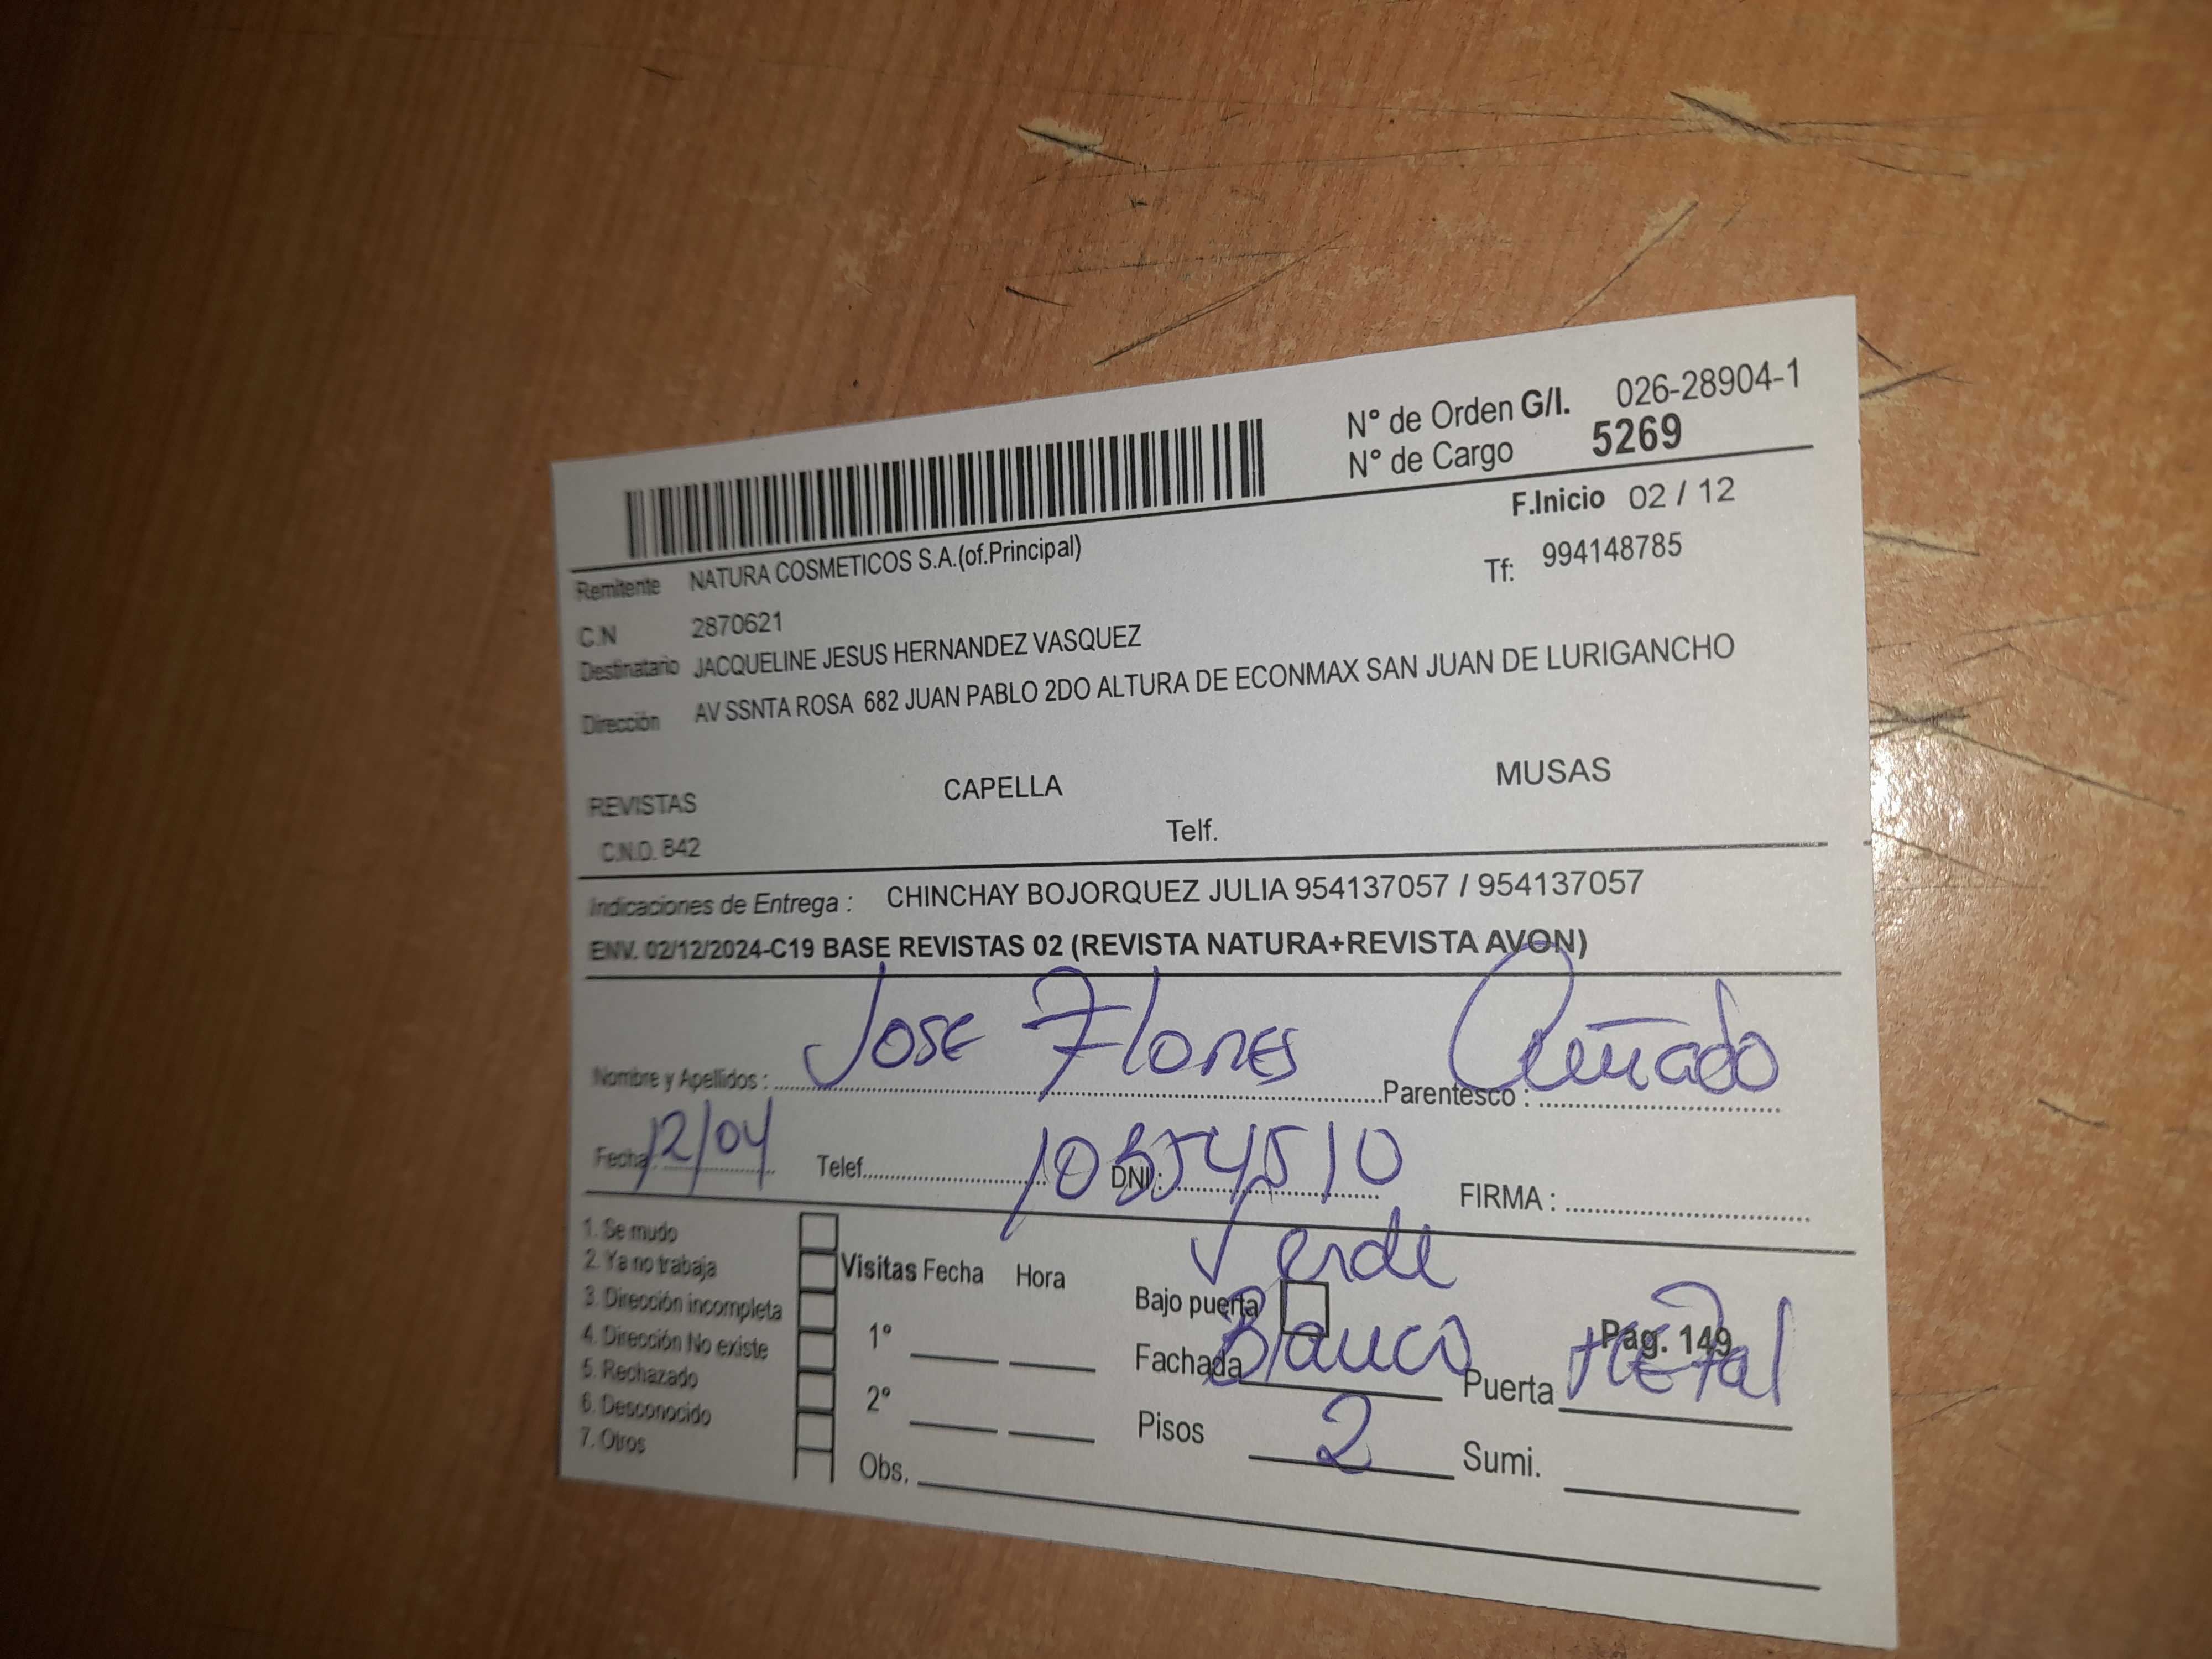 N° de Orden G/I. 026-28904-1
N° de Cargo 5269
F.Inicio 02 / 12
Remitente NATURA COSMETICOS S.A.(of.Principal)
Tf: 994148785
C.N 2870621
Destinatario JACQUELINE JESUS HERNANDEZ VASQUEZ
Dirección AV SSNTA ROSA 682 JUAN PABLO 2DO ALTURA DE ECONMAX SAN JUAN DE LURIGANCHO
REVISTAS CAPELLA MUSAS
C.N.O. 842 Telf.
Indicaciones de Entrega : CHINCHAY BOJORQUEZ JULIA 954137057 / 954137057
ENV. 02/12/2024-C19 BASE REVISTAS 02 (REVISTA NATURA+REVISTA AVON)
Nombre y Apellidos : Jose Flores Parentesco : Cuñado
Fecha : 12/04 Telef. DNI : 10354510 FIRMA :
1. Se mudo
2. Ya no trabaja
3. Dirección incompleta
4. Dirección No existe
5. Rechazado
6. Desconocido
7. Otros
Visitas Fecha Hora
1°
2°
Obs.
Verde
Bajo puerta
Pag. 149
Fachada Blanco Puerta Metal
Pisos 2 Sumi.